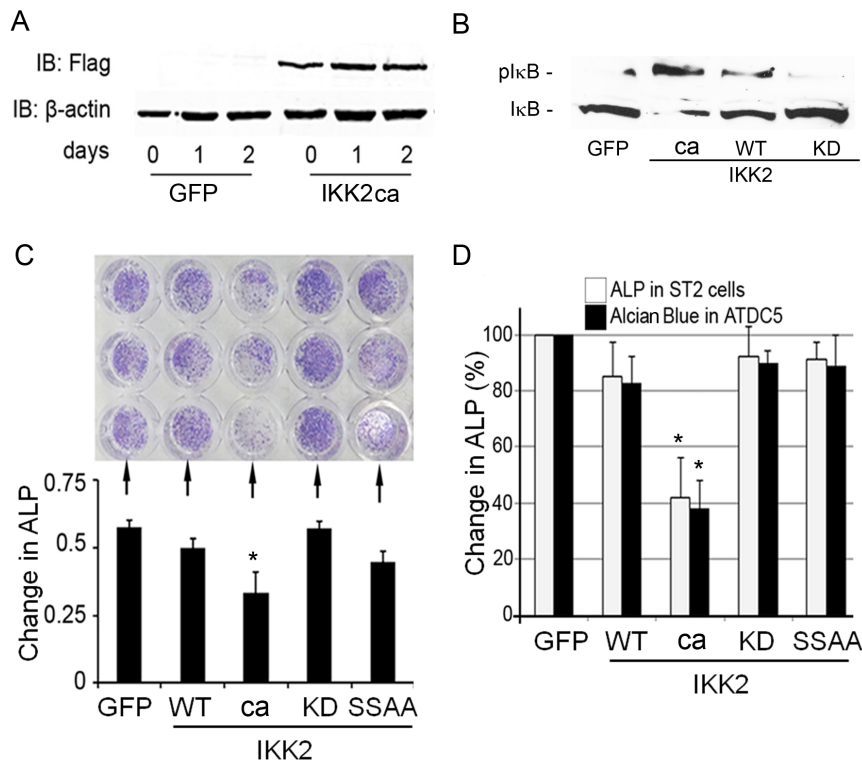 A
IB: Flag
IB: β-actin
days 0 1 2 0 1 2
GFP IKK2ca
B
pIκB -
IκB -
GFP ca WT KD
IKK2
C
Change in ALP
0.75
0.5
0.25
0
*
GFP WT ca KD SSAA
IKK2
D
ALP in ST2 cells
Alcian Blue in ATDC5
Change in ALP (%)
100
80
60
40
20
0
* *
GFP WT ca KD SSAA
IKK2